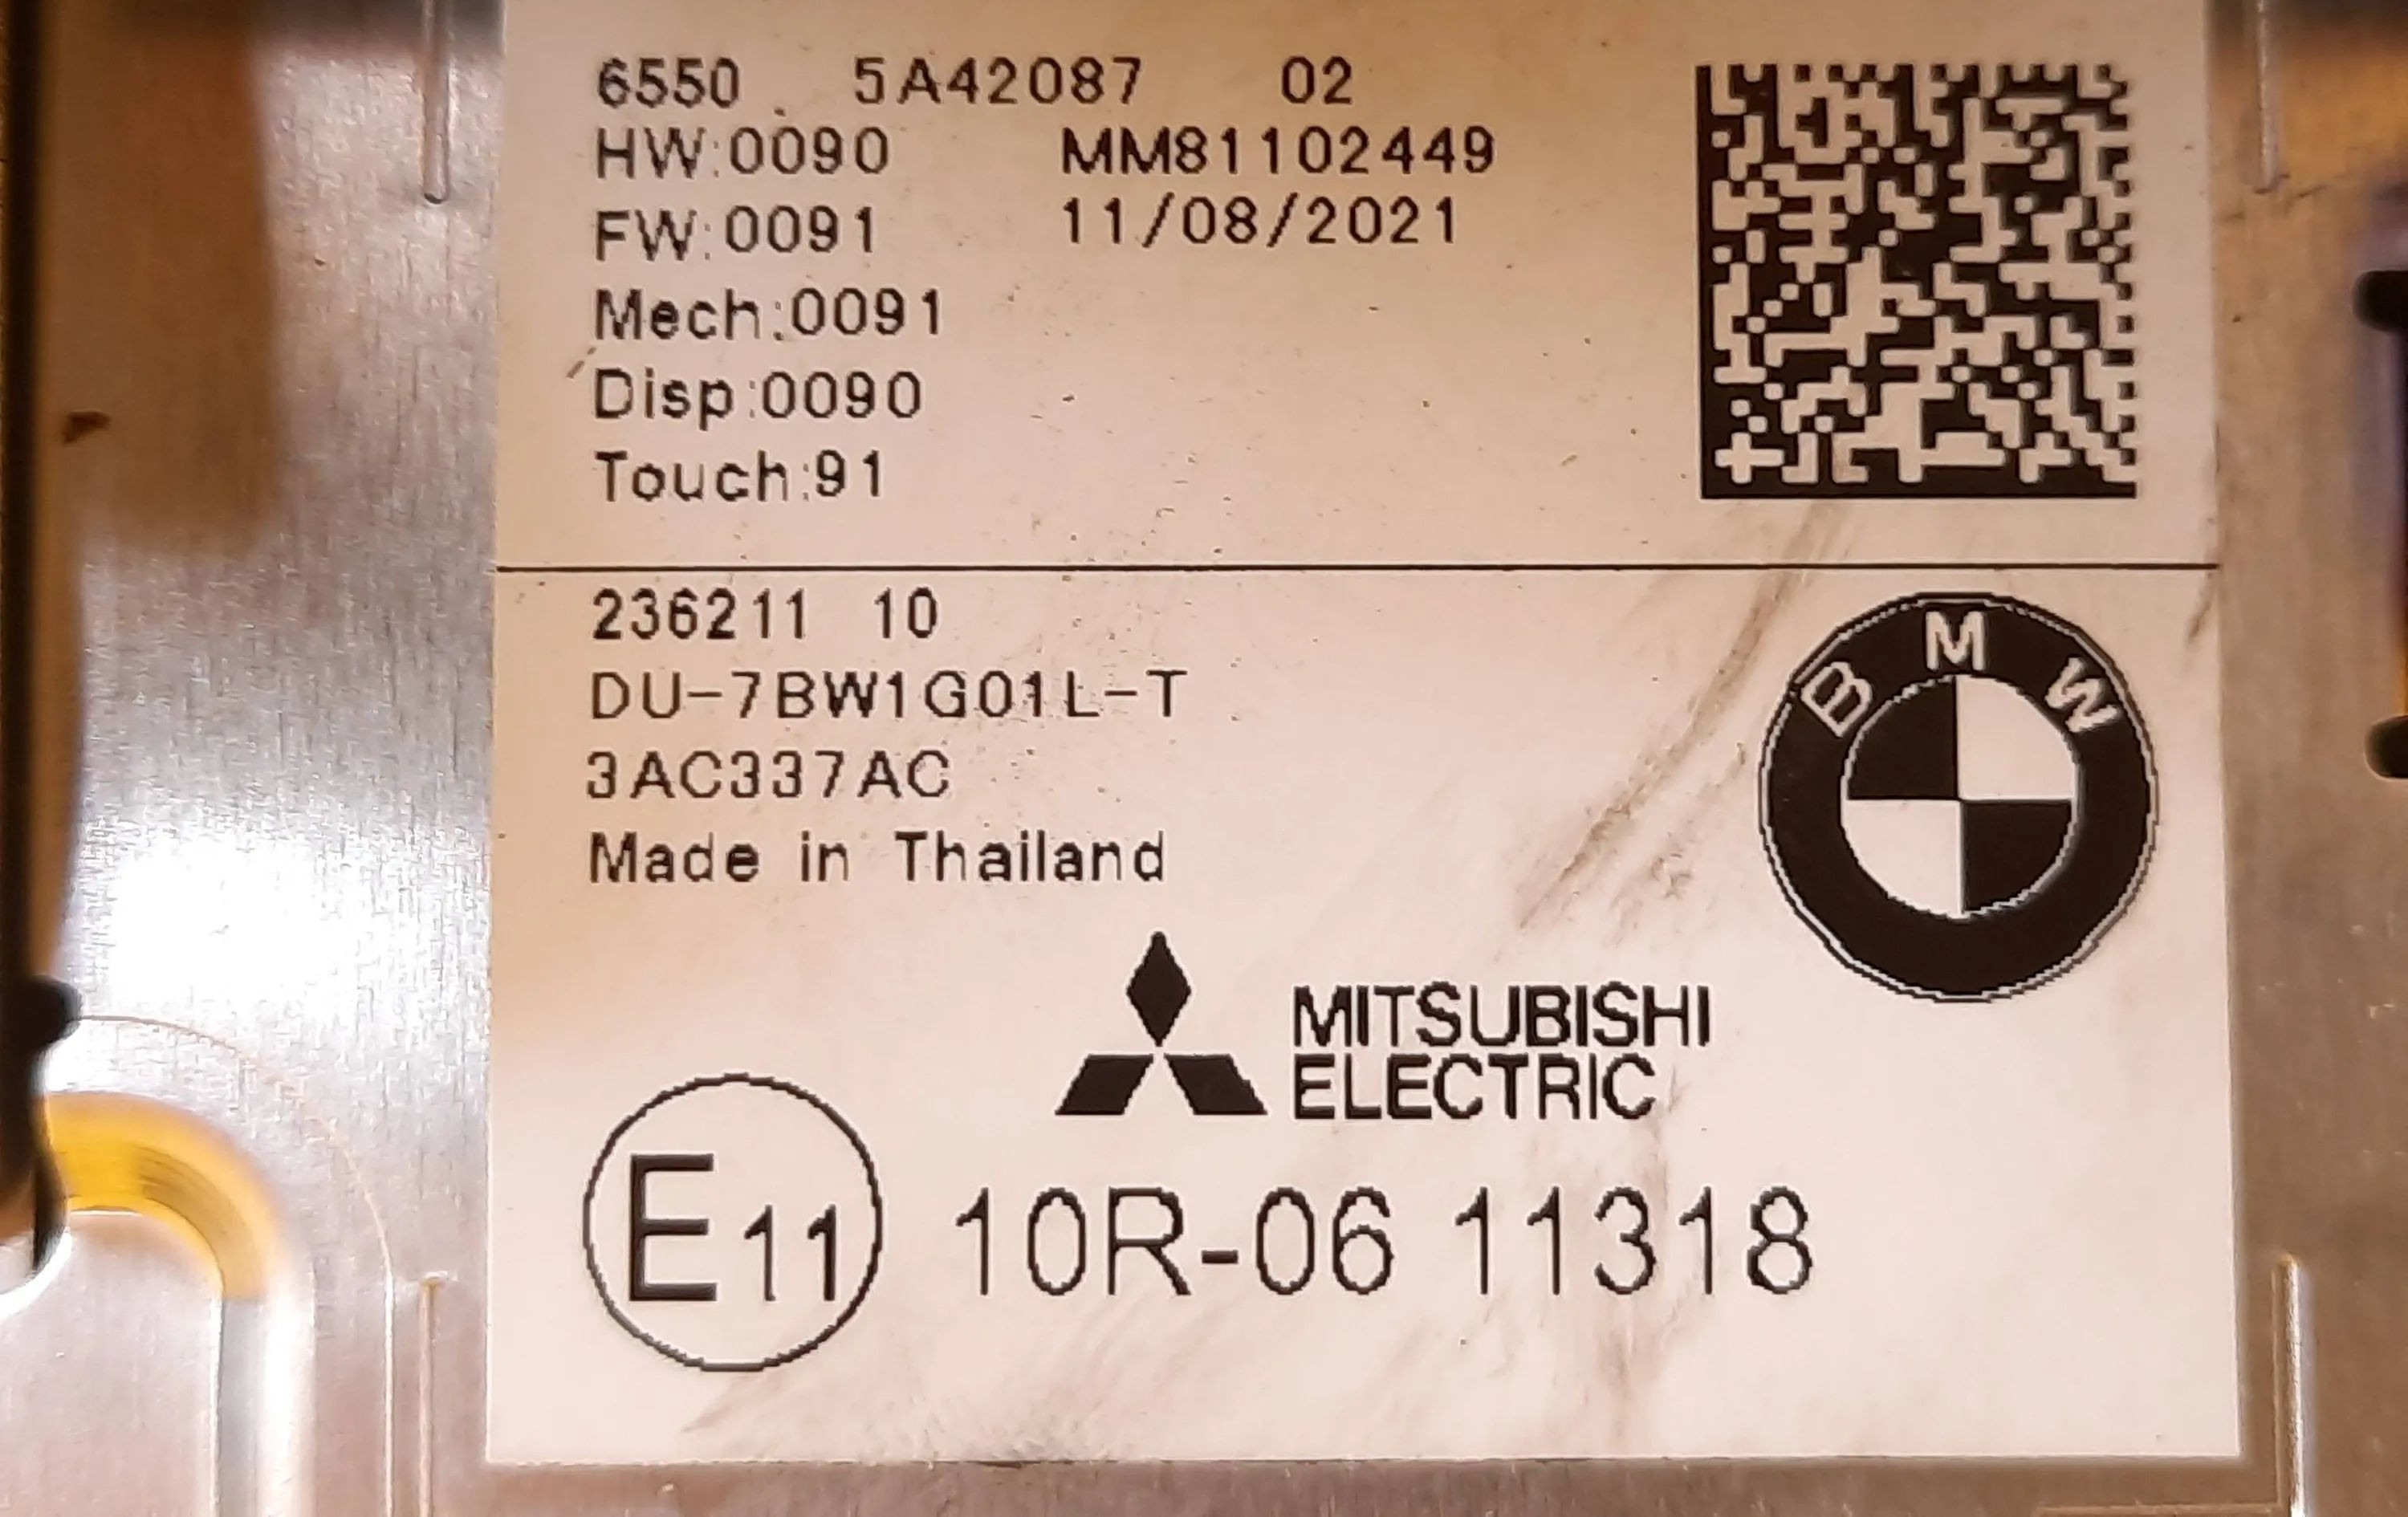 6550 5A42087 02
HW:0090 MM81102449
FW:0091 11/08/2021
Mech:0091
Disp:0090
Touch:91
236211 10
DU-7BW1G01L-T
3AC337AC
Made in Thailand
BMW
MITSUBISHI
ELECTRIC
E11 10R-06 11318